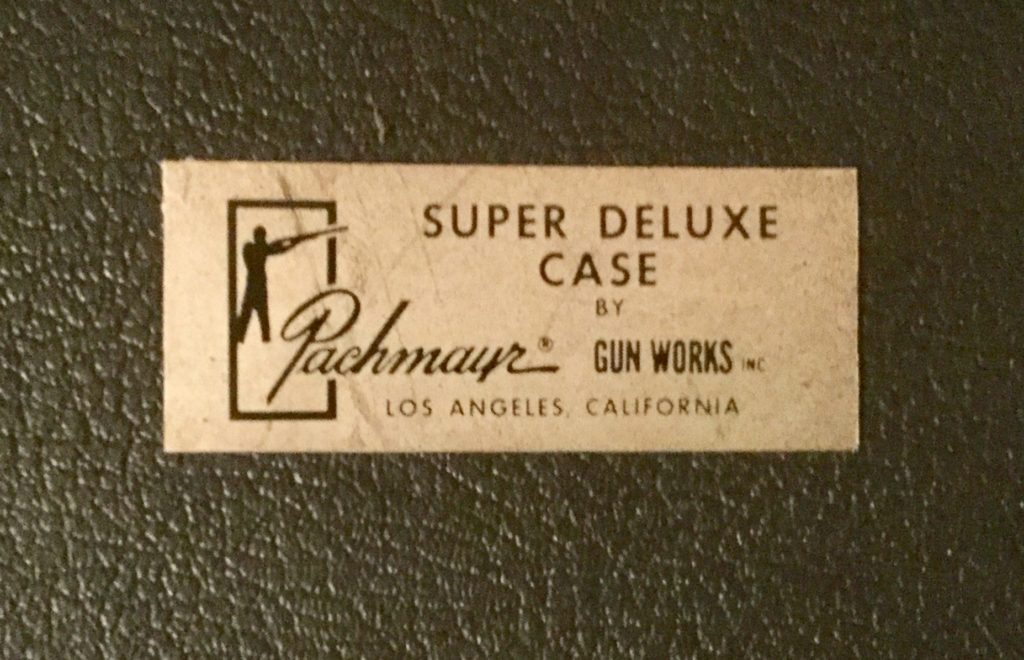 SUPER DELUXE
CASE
BY
Pachmayr® GUN WORKS INC
LOS ANGELES, CALIFORNIA